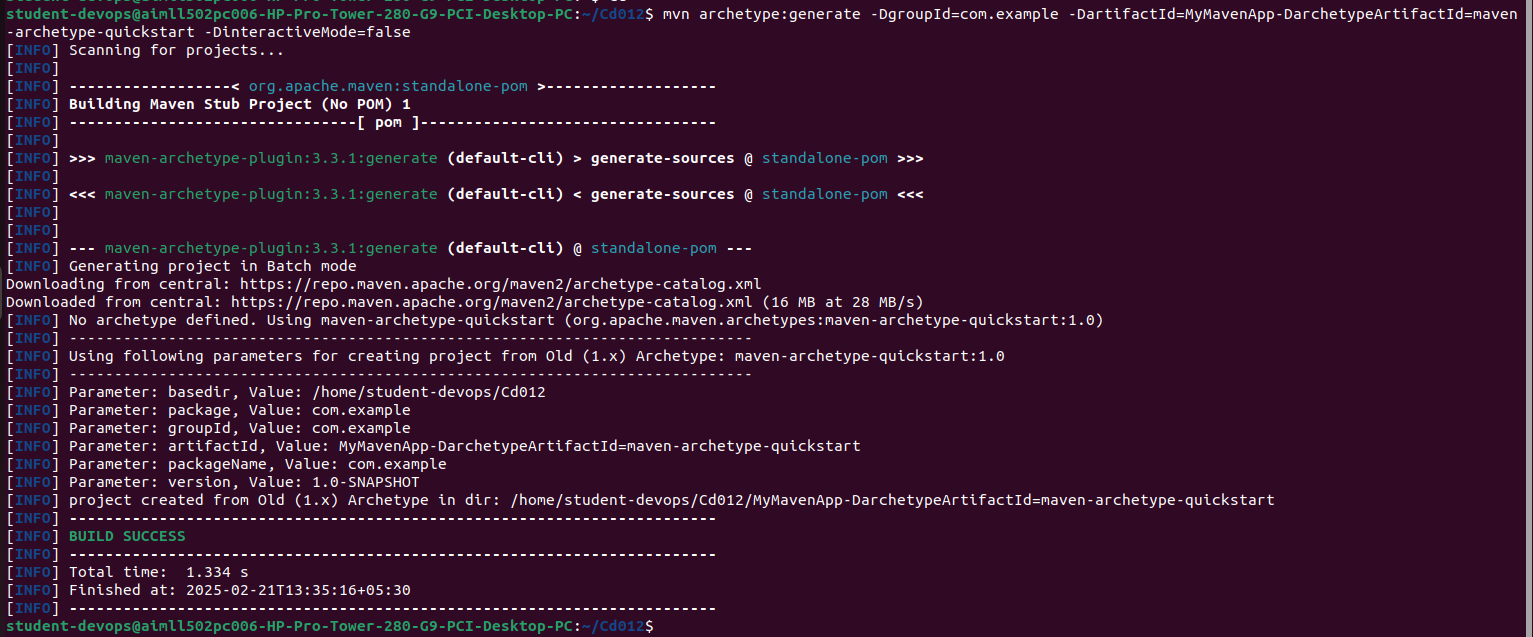 student-devops@aimll502pc006-HP-Pro-Tower-280-G9-PCI-Desktop-PC:~/Cd012$ mvn archetype:generate -DgroupId=com.example -DartifactId=MyMavenApp-DarchetypeArtifactId=maven
-archetype-quickstart -DinteractiveMode=false
[INFO] Scanning for projects...
[INFO]
[INFO] ------------------< org.apache.maven:standalone-pom >-------------------
[INFO] Building Maven Stub Project (No POM) 1
[INFO] --------------------------------[ pom ]---------------------------------
[INFO]
[INFO] >>> maven-archetype-plugin:3.3.1:generate (default-cli) > generate-sources @ standalone-pom >>>
[INFO]
[INFO] <<< maven-archetype-plugin:3.3.1:generate (default-cli) < generate-sources @ standalone-pom <<<
[INFO]
[INFO]
[INFO] --- maven-archetype-plugin:3.3.1:generate (default-cli) @ standalone-pom ---
[INFO] Generating project in Batch mode
Downloading from central: https://repo.maven.apache.org/maven2/archetype-catalog.xml
Downloaded from central: https://repo.maven.apache.org/maven2/archetype-catalog.xml (16 MB at 28 MB/s)
[INFO] No archetype defined. Using maven-archetype-quickstart (org.apache.maven.archetypes:maven-archetype-quickstart:1.0)
[INFO] ----------------------------------------------------------------------------
[INFO] Using following parameters for creating project from Old (1.x) Archetype: maven-archetype-quickstart:1.0
[INFO] ----------------------------------------------------------------------------
[INFO] Parameter: basedir, Value: /home/student-devops/Cd012
[INFO] Parameter: package, Value: com.example
[INFO] Parameter: groupId, Value: com.example
[INFO] Parameter: artifactId, Value: MyMavenApp-DarchetypeArtifactId=maven-archetype-quickstart
[INFO] Parameter: packageName, Value: com.example
[INFO] Parameter: version, Value: 1.0-SNAPSHOT
[INFO] project created from Old (1.x) Archetype in dir: /home/student-devops/Cd012/MyMavenApp-DarchetypeArtifactId=maven-archetype-quickstart
[INFO] ------------------------------------------------------------------------
[INFO] BUILD SUCCESS
[INFO] ------------------------------------------------------------------------
[INFO] Total time:  1.334 s
[INFO] Finished at: 2025-02-21T13:35:16+05:30
[INFO] ------------------------------------------------------------------------
student-devops@aimll502pc006-HP-Pro-Tower-280-G9-PCI-Desktop-PC:~/Cd012$